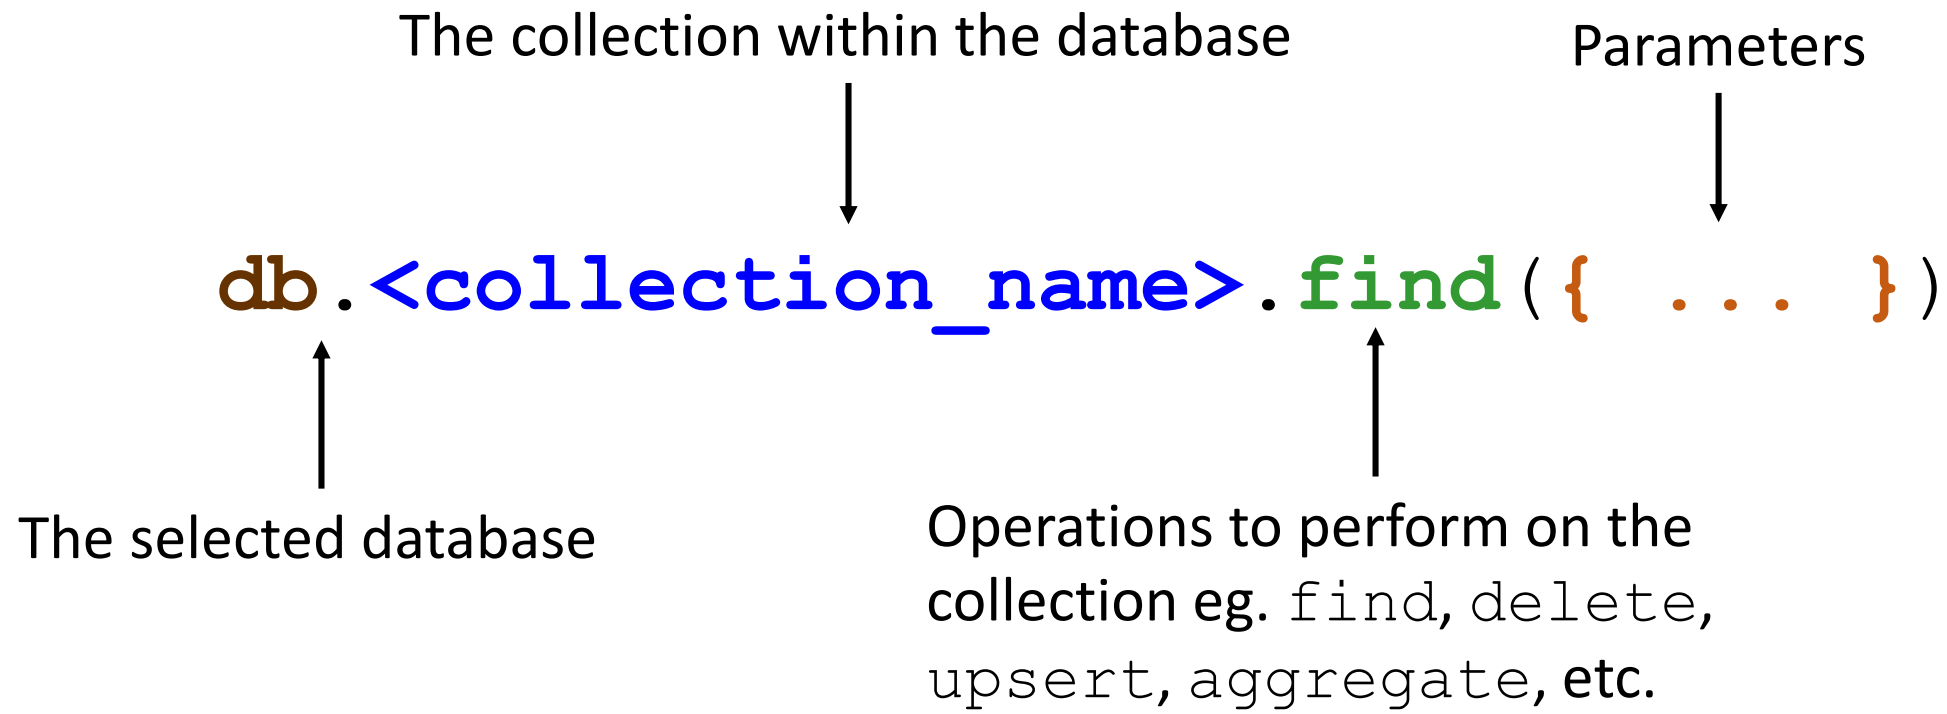 The collection within the database
Parameters
db.<collection_name>.find({ ... })
The selected database
Operations to perform on the
collection eg. find, delete,
upsert, aggregate, etc.